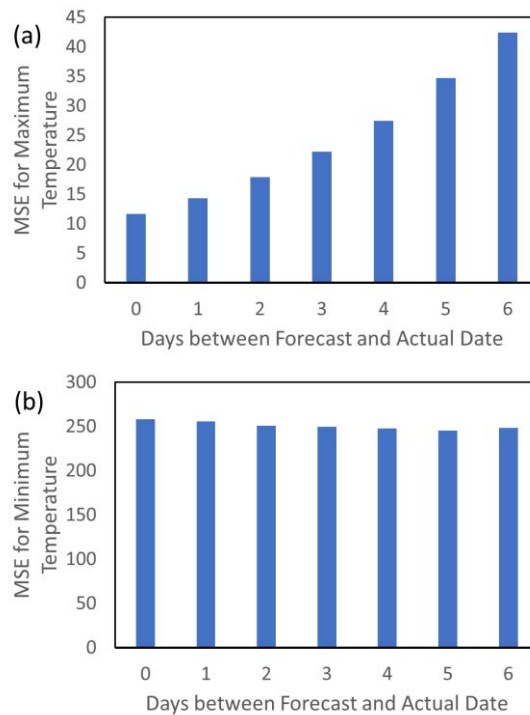 (a)
MSE for Maximum
Temperature
45
40
35
30
25
20
15
10
5
0
0 1 2 3 4 5 6
Days between Forecast and Actual Date
(b)
MSE for Minimum
Temperature
300
250
200
150
100
50
0
0 1 2 3 4 5 6
Days between Forecast and Actual Date